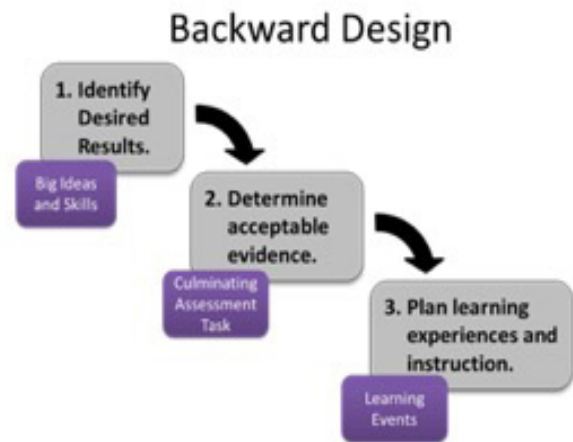 Backward Design
1. Identify
Desired
Results.
Big Ideas
and Skills
2. Determine
acceptable
evidence.
Culminating
Assessment
Task
3. Plan learning
experiences and
instruction.
Learning
Events